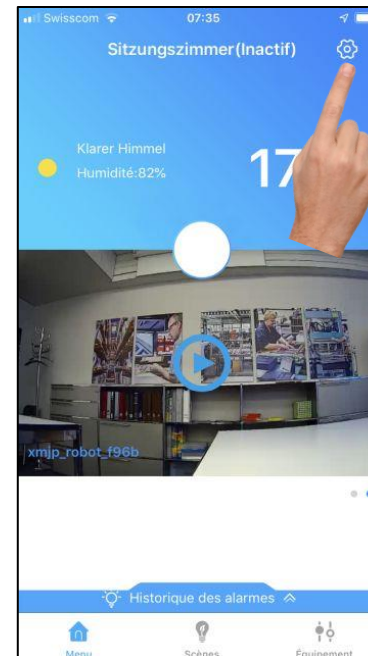 Swisscom 07:35
Sitzungszimmer(Inactif)
Klarer Himmel
Humidité:82%
17
xmjp_robot_f96b
Historique des alarmes
Menu Scènes Équipement